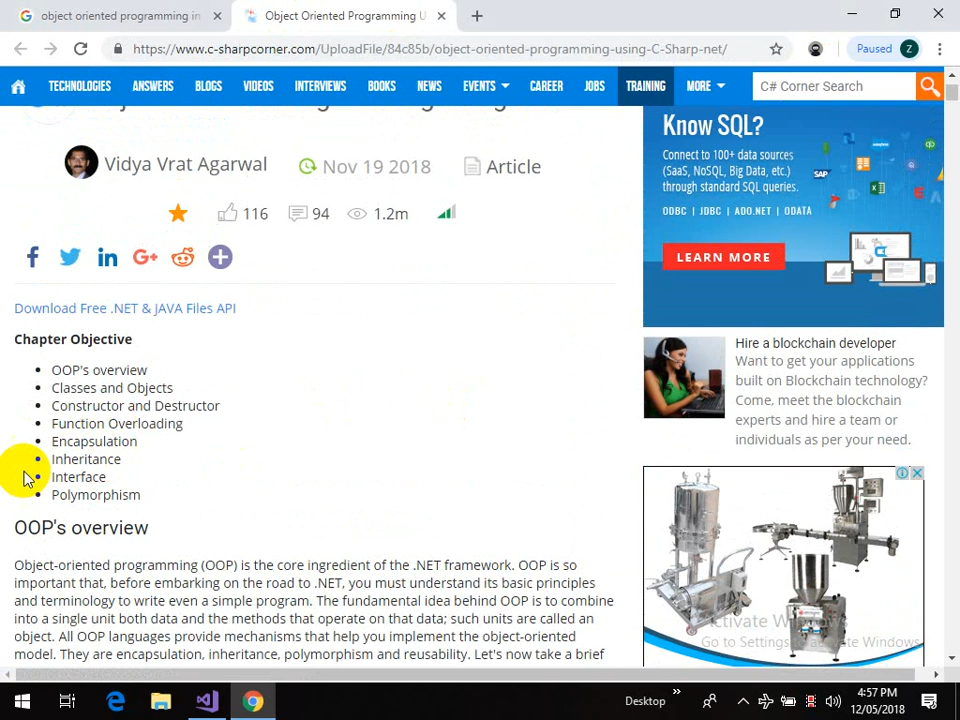 object oriented programming in
Object Oriented Programming U
https://www.c-sharpcorner.com/UploadFile/84c85b/object-oriented-programming-using-C-Sharp-net/
Paused
Z
TECHNOLOGIES ANSWERS BLOGS VIDEOS INTERVIEWS BOOKS NEWS EVENTS CAREER JOBS TRAINING MORE
C# Corner Search
Vidya Vrat Agarwal
Nov 19 2018
Article
116
94
1.2m
Download Free .NET & JAVA Files API
Chapter Objective
OOP's overview
Classes and Objects
Constructor and Destructor
Function Overloading
Encapsulation
Inheritance
Interface
Polymorphism
OOP's overview
Object-oriented programming (OOP) is the core ingredient of the .NET framework. OOP is so
important that, before embarking on the road to .NET, you must understand its basic principles
and terminology to write even a simple program. The fundamental idea behind OOP is to combine
into a single unit both data and the methods that operate on that data; such units are called an
object. All OOP languages provide mechanisms that help you implement the object-oriented
model. They are encapsulation, inheritance, polymorphism and reusability. Let's now take a brief
Know SQL?
Connect to 100+ data sources
(SaaS, NoSQL, Big Data, etc.)
through standard SQL queries.
ODBC | JDBC | ADO.NET | ODATA
SAP
LEARN MORE
Hire a blockchain developer
Want to get your applications
built on Blockchain technology?
Come, meet the blockchain
experts and hire a team or
individuals as per your need.
Activate Windows
Go to Settings to activate Windows.
Desktop
4:57 PM
12/05/2018